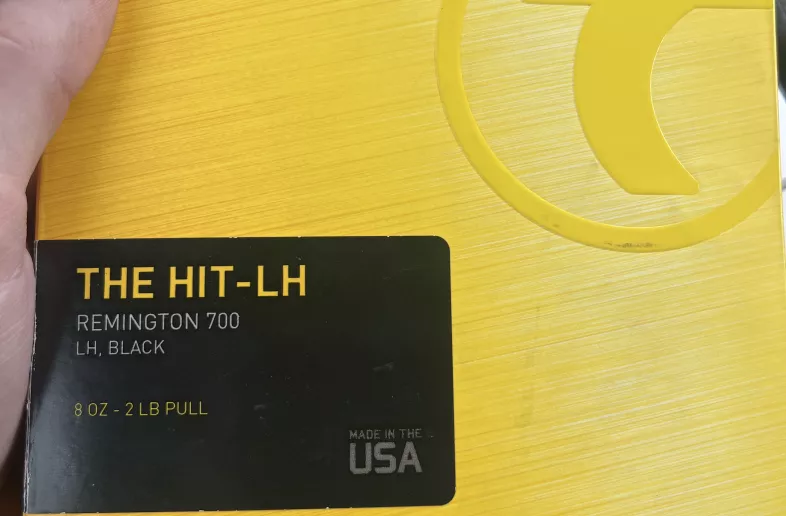 THE HIT-LH
REMINGTON 700
LH, BLACK
8 OZ - 2 LB PULL
MADE IN THE
USA